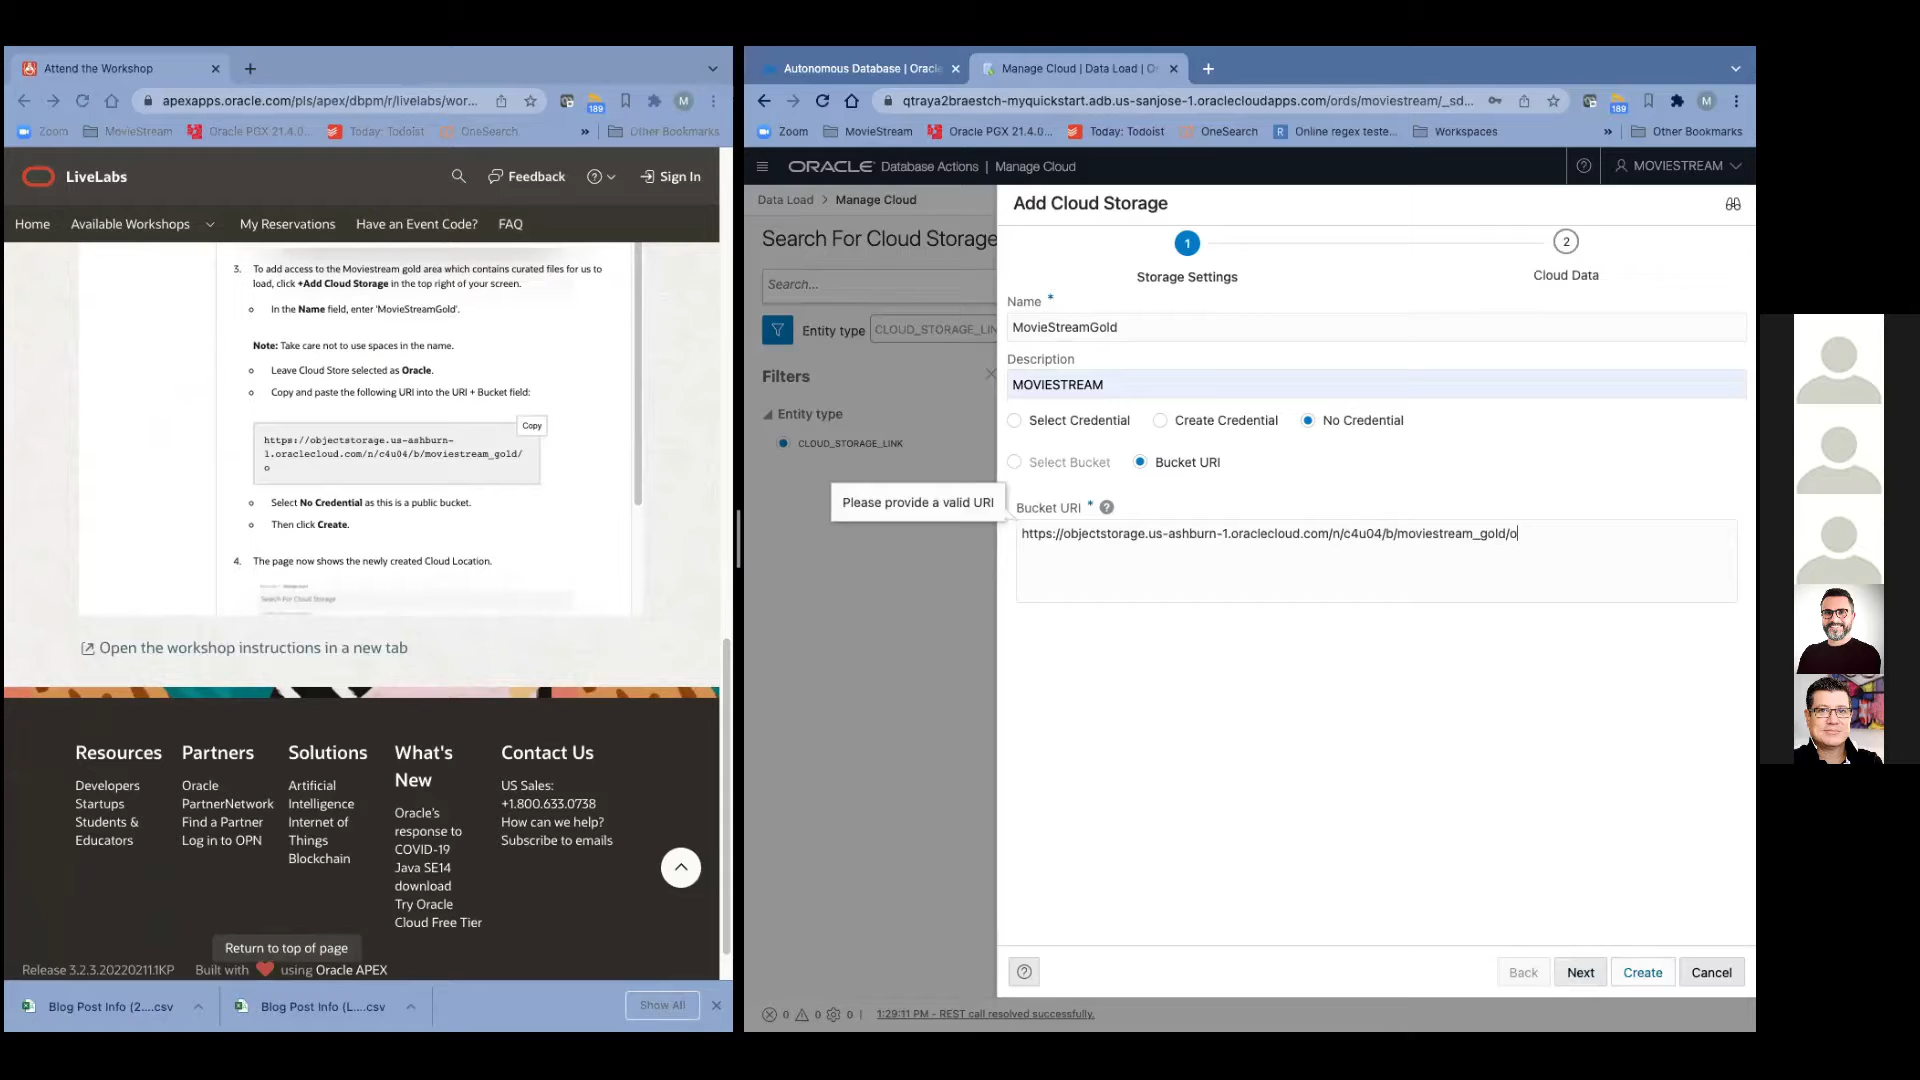 Attend the Workshop
apexapps.oracle.com/pls/apex/dbpm/r/livelabs/wor...
189
M
Zoom
MovieStream
Oracle PGX 21.4.0...
Today: Todoist
OneSearch
»
Other Bookmarks
LiveLabs
Feedback
Sign In
Home
Available Workshops
My Reservations
Have an Event Code?
FAQ
3. To add access to the Moviestream gold area which contains curated files for us to
load, click +Add Cloud Storage in the top right of your screen.
In the Name field, enter 'MovieStreamGold'.
Note: Take care not to use spaces in the name.
Leave Cloud Store selected as Oracle.
Copy and paste the following URI into the URI + Bucket field:
Copy
https://objectstorage.us-ashburn-
1.oraclecloud.com/n/c4u04/b/moviestream_gold/
o
Select No Credential as this is a public bucket.
Then click Create.
4. The page now shows the newly created Cloud Location.
Search For Cloud Storage
Open the workshop instructions in a new tab
Resources
Developers
Startups
Students &
Educators
Partners
Oracle
PartnerNetwork
Find a Partner
Log in to OPN
Solutions
Artificial
Intelligence
Internet of
Things
Blockchain
What's
New
Oracle's
response to
COVID-19
Java SE14
download
Try Oracle
Cloud Free Tier
Contact Us
US Sales:
+1.800.633.0738
How can we help?
Subscribe to emails
Return to top of page
Release 3.2.3.20220211.1KP
Built with using Oracle APEX
Blog Post Info (2....csv
Blog Post Info (L....csv
Show All
Autonomous Database | Oracle
Manage Cloud | Data Load | O
qtraya2braestch-myquickstart.adb.us-sanjose-1.oraclecloudapps.com/ords/moviestream/_sd...
189
M
Zoom
MovieStream
Oracle PGX 21.4.0...
Today: Todoist
OneSearch
R
Online regex teste...
Workspaces
»
Other Bookmarks
ORACLE Database Actions | Manage Cloud
MOVIESTREAM
Data Load > Manage Cloud
Search For Cloud Storage
Search...
Entity type
CLOUD_STORAGE_LIN
Filters
Entity type
CLOUD_STORAGE_LINK
Add Cloud Storage
1
2
Storage Settings
Cloud Data
Name *
MovieStreamGold
Description
MOVIESTREAM
Select Credential
Create Credential
No Credential
Select Bucket
Bucket URI
Please provide a valid URI
Bucket URI * ?
https://objectstorage.us-ashburn-1.oraclecloud.com/n/c4u04/b/moviestream_gold/o
Back
Next
Create
Cancel
0 0 0 | 1:29:11 PM - REST call resolved successfully.